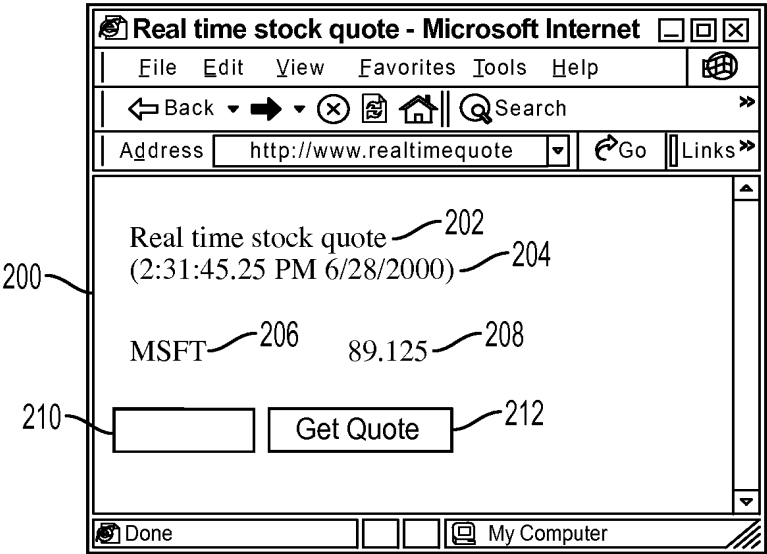 Real time stock quote - Microsoft Internet
File Edit View Favorites Tools Help
Back Search »
Address http://www.realtimequote Go Links »
Real time stock quote 202
(2:31:45.25 PM 6/28/2000) 204
200
MSFT 206 89.125 208
210 Get Quote 212
Done My Computer